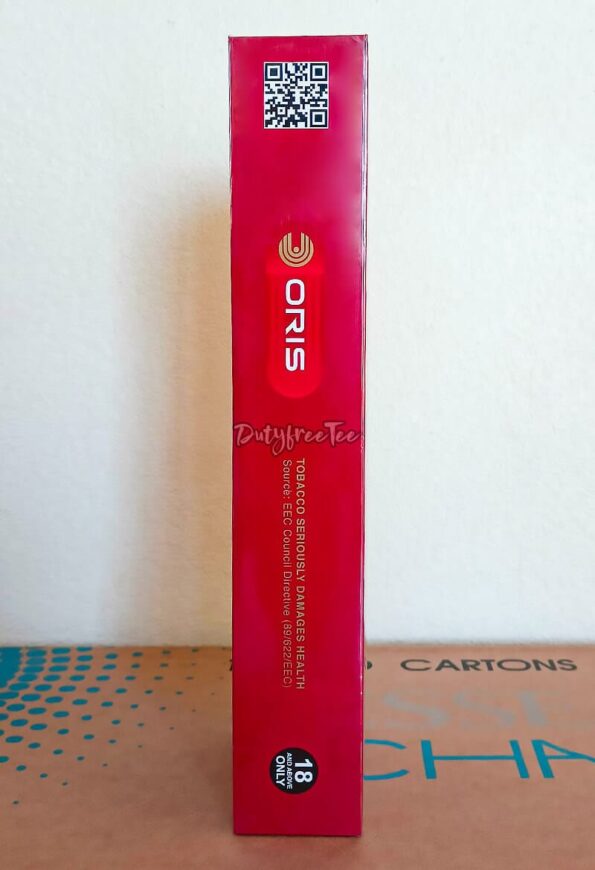 ORIS
DutyfreeTee
TOBACCO SERIOUSLY DAMAGES HEALTH
Source: EEC Council Directive (89/622/EEC)
18
AND ABOVE
ONLY
CARTONS